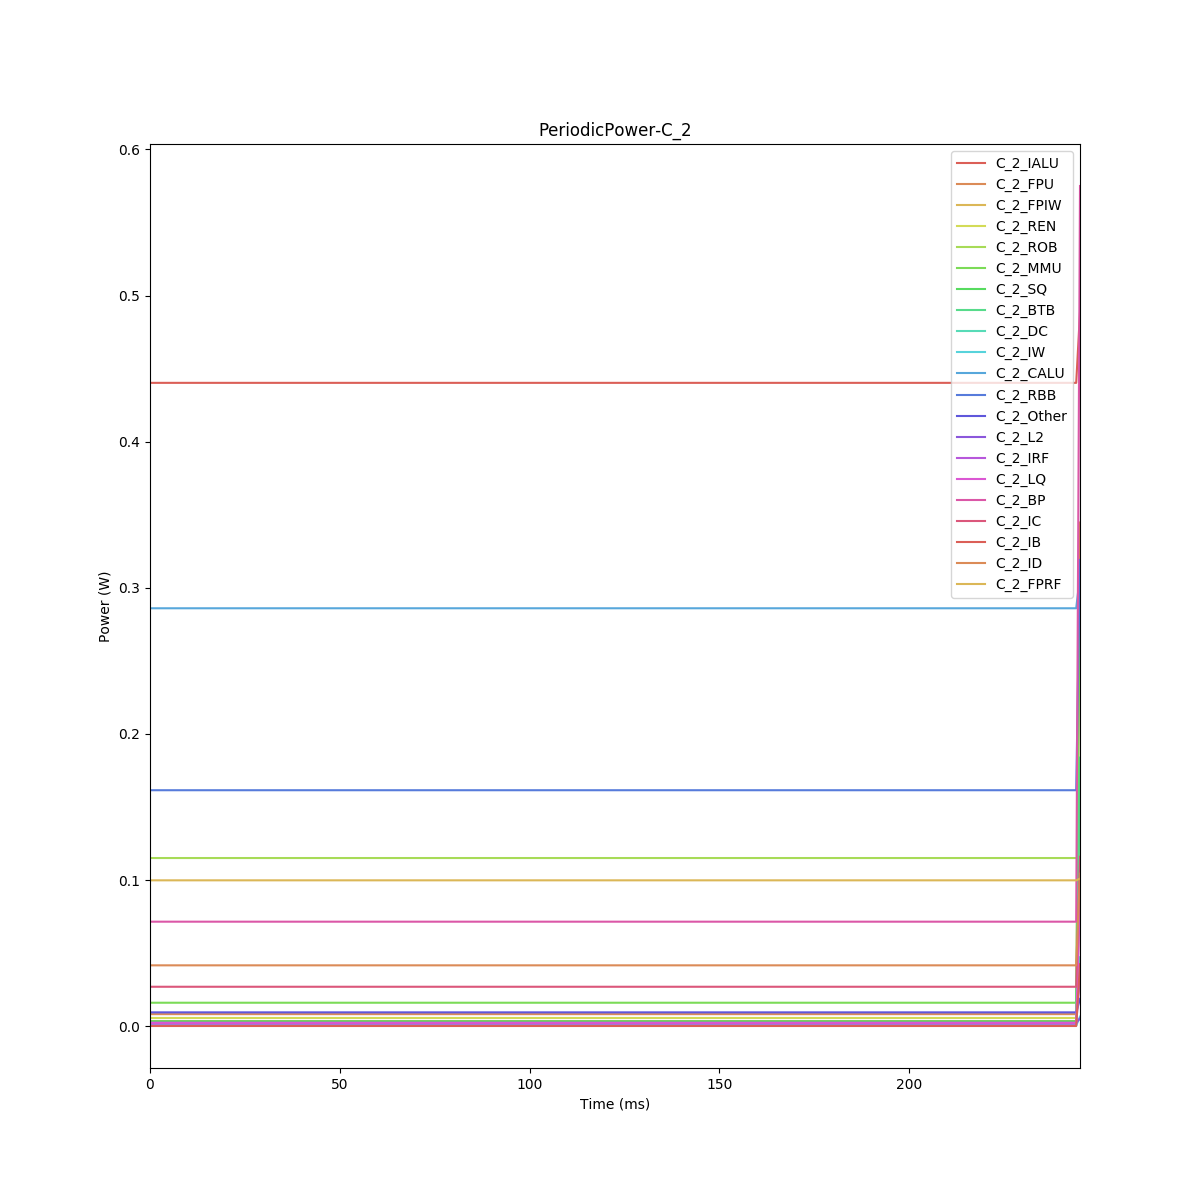 PeriodicPower-C_2
0.6
0.5
0.4
0.3
0.2
0.1
0.0
Power (W)
0
50
100
150
200
Time (ms)
C_2_IALU
C_2_FPU
C_2_FPIW
C_2_REN
C_2_ROB
C_2_MMU
C_2_SQ
C_2_BTB
C_2_DC
C_2_IW
C_2_CALU
C_2_RBB
C_2_Other
C_2_L2
C_2_IRF
C_2_LQ
C_2_BP
C_2_IC
C_2_IB
C_2_ID
C_2_FPRF